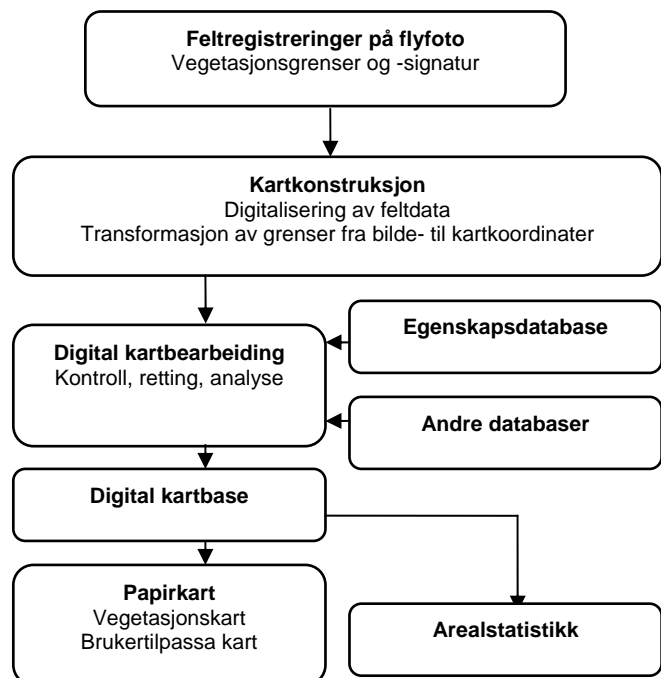 Feltregistreringer på flyfoto
Vegetasjonsgrenser og -signatur
Kartkonstruksjon
Digitalisering av feltdata
Transformasjon av grenser fra bilde- til kartkoordinater
Digital kartbearbeiding
Kontroll, retting, analyse
Egenskapsdatabase
Andre databaser
Digital kartbase
Papirkart
Vegetasjonskart
Brukertilpassa kart
Arealstatistikk